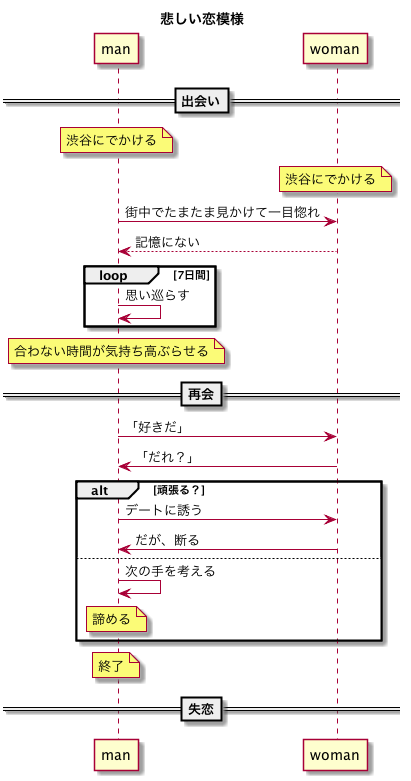 悲しい恋模様
man
woman
出会い
渋谷にでかける
渋谷にでかける
街中でたまたま見かけて一目惚れ
記憶にない
loop
[7日間]
思い巡らす
合わない時間が気持ち高ぶらせる
再会
「好きだ」
「だれ？」
alt
[頑張る？]
デートに誘う
だが、断る
次の手を考える
諦める
終了
失恋
man
woman